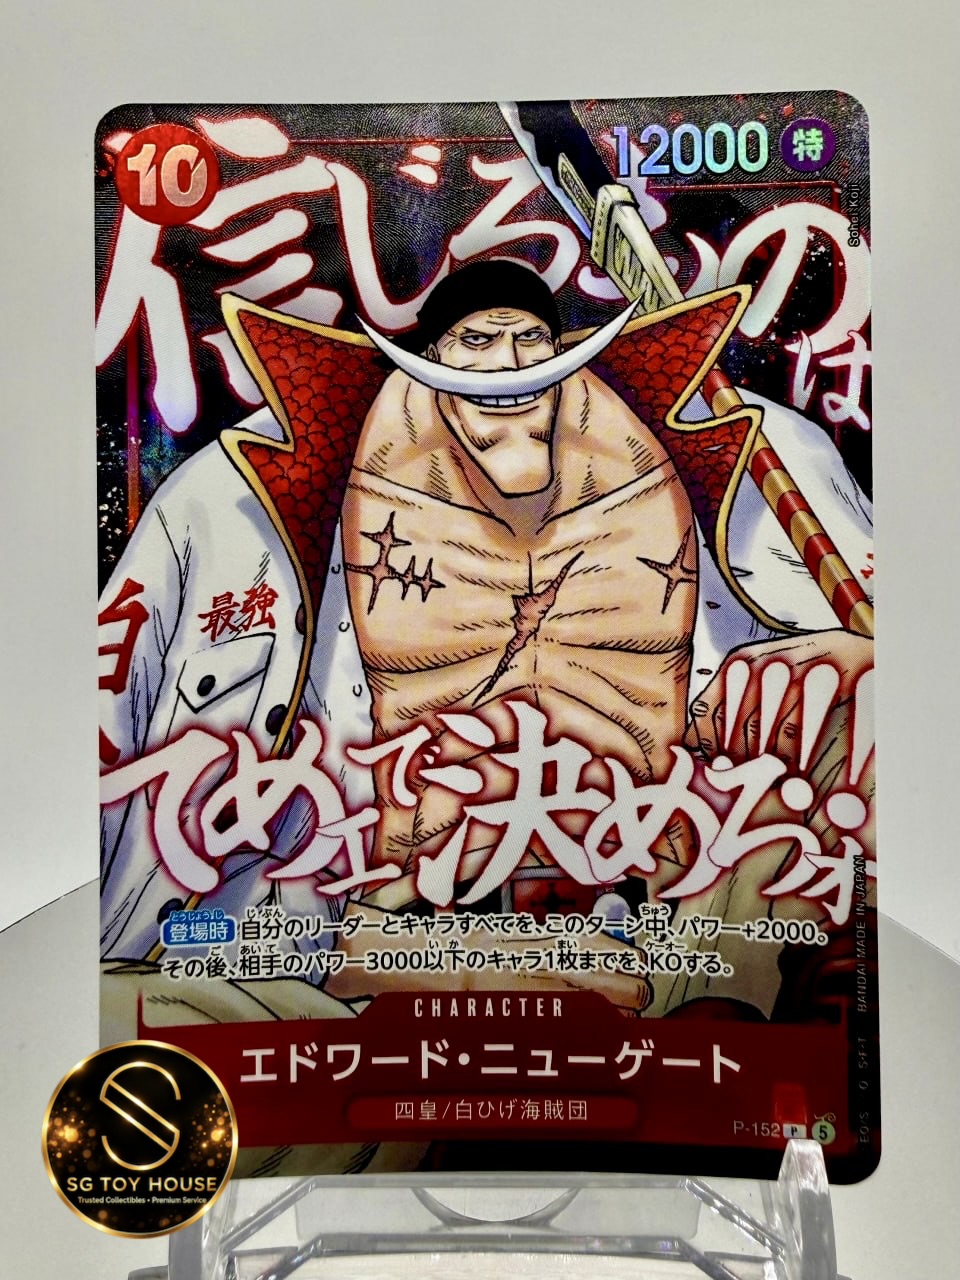 10
12000 特
Sohei Koji
信じるものは
最強
てめェで決めろォ!!!!
登場時 自分のリーダーとキャラすべてを、このターン中、パワー+2000。
その後、相手のパワー3000以下のキャラ1枚までを、KOする。
CHARACTER
エドワード・ニューゲート
四皇/白ひげ海賊団
P-152 P 5
BANDAI MADE IN JAPAN
SG TOY HOUSE
Trusted Collectibles • Premium Service